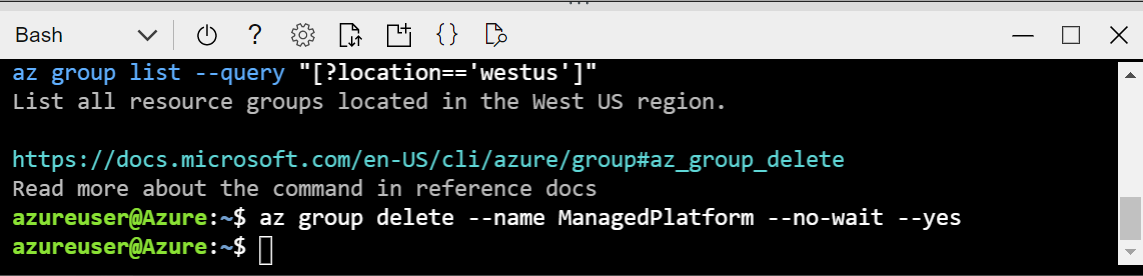 Bash
az group list --query "[?location=='westus']"
List all resource groups located in the West US region.
https://docs.microsoft.com/en-US/cli/azure/group#az_group_delete
Read more about the command in reference docs
azureuser@Azure:~$ az group delete --name ManagedPlatform --no-wait --yes
azureuser@Azure:~$